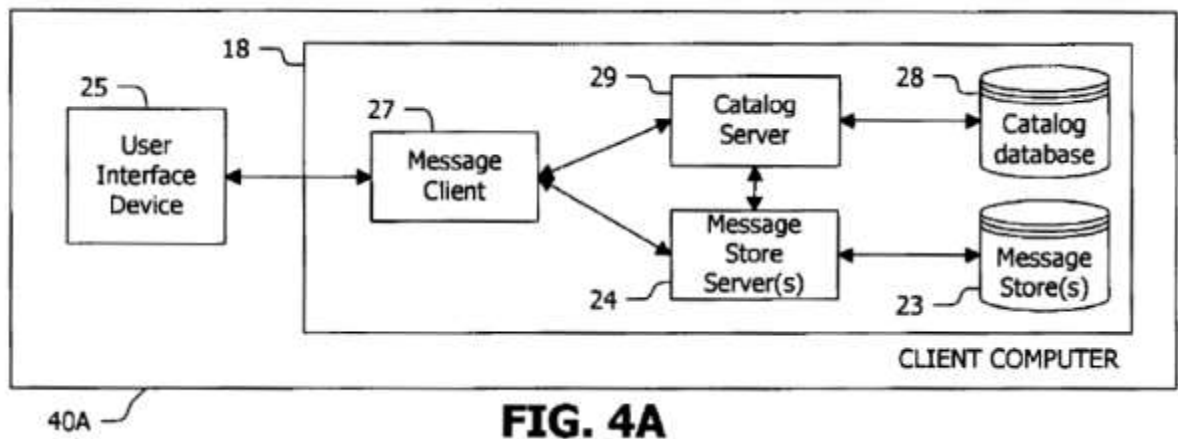 18
25
User
Interface
Device
27
Message
Client
29
Catalog
Server
28
Catalog
database
Message
Store
Server(s)
24
Message
Store(s)
23
CLIENT COMPUTER
40A
FIG. 4A